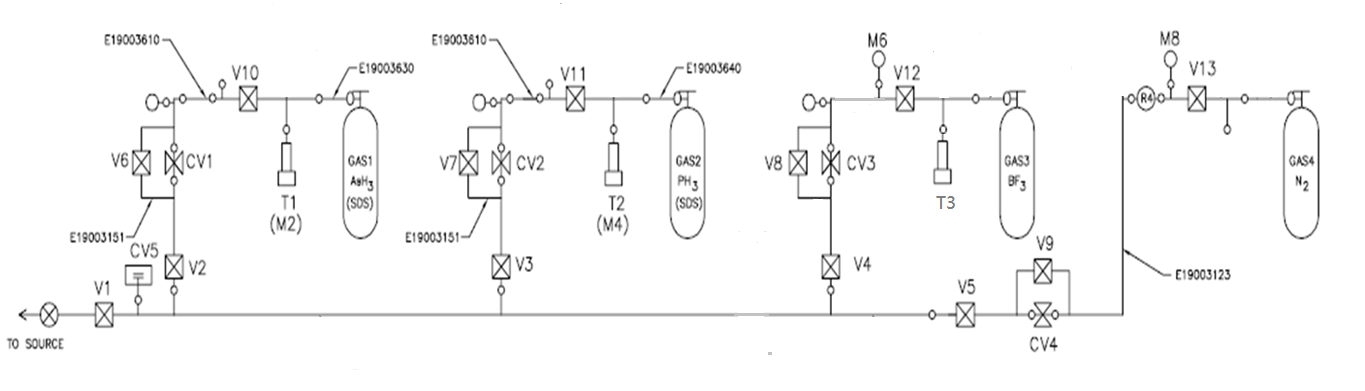 E19003610
V10
E19003630
V6
CV1
GAS1
AsH3
(SDS)
T1
(M2)
E19003151
CV5
V2
V1
TO SOURCE
E19003610
V11
E19003640
V7
CV2
GAS2
PH3
(SDS)
T2
(M4)
E19003151
V3
M6
V12
V8
CV3
GAS3
BF3
T3
V4
M8
V13
R4
GAS4
N2
V9
V5
CV4
E19003123